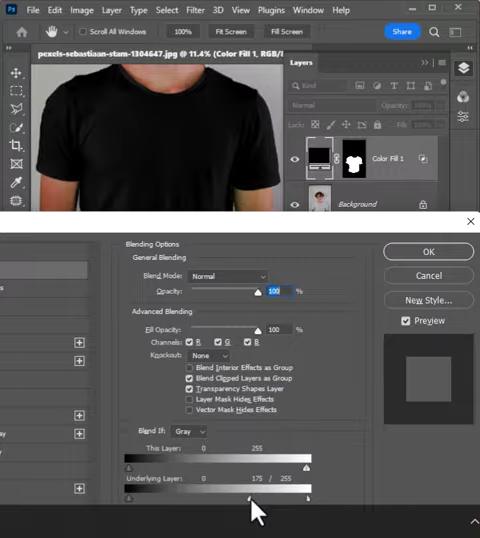 Ps File Edit Image Layer Type Select Filter 3D View Plugins Window Help
Scroll All Windows 100% Fit Screen Fill Screen Share
pexels-sebastiaan-stam-1304647.jpg @ 11.4% (Color Fill 1, RGB/
Layers
Kind
Normal Opacity:
Lock: Fill:
Color Fill 1
Background
Blending Options
General Blending
Blend Mode: Normal
Opacity: 100 %
Advanced Blending
Fill Opacity: 100 %
Channels: R G B
Knockout: None
Blend Interior Effects as Group
Blend Clipped Layers as Group
Transparency Shapes Layer
Layer Mask Hides Effects
Vector Mask Hides Effects
Blend If: Gray
This Layer: 0 255
Underlying Layer: 0 175 / 255
OK
Cancel
New Style...
Preview